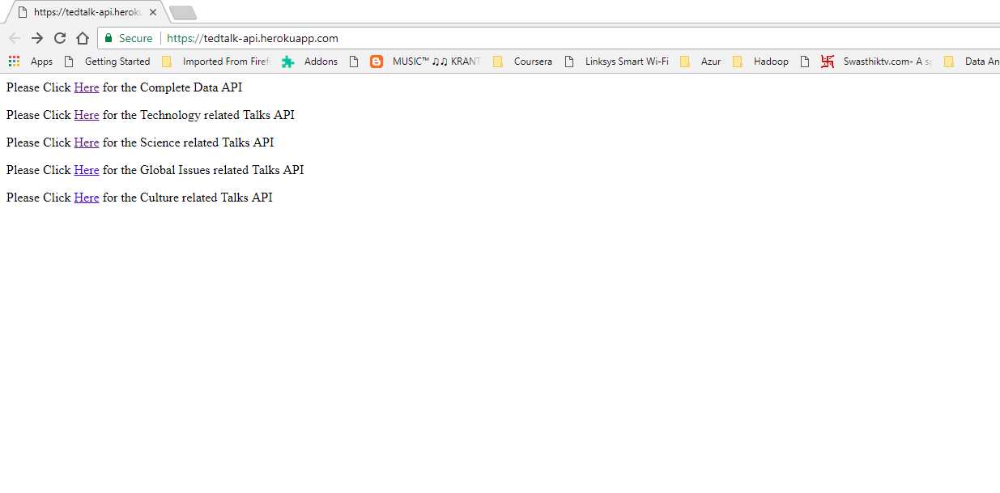 https://tedtalk-api.herok
Secure https://tedtalk-api.herokuapp.com
Apps Getting Started Imported From Firef Addons MUSIC™ ♫♫ KRANT Coursera Linksys Smart Wi-Fi Azur Hadoop Swasthiktv.com- A sp Data An
Please Click Here for the Complete Data API
Please Click Here for the Technology related Talks API
Please Click Here for the Science related Talks API
Please Click Here for the Global Issues related Talks API
Please Click Here for the Culture related Talks API